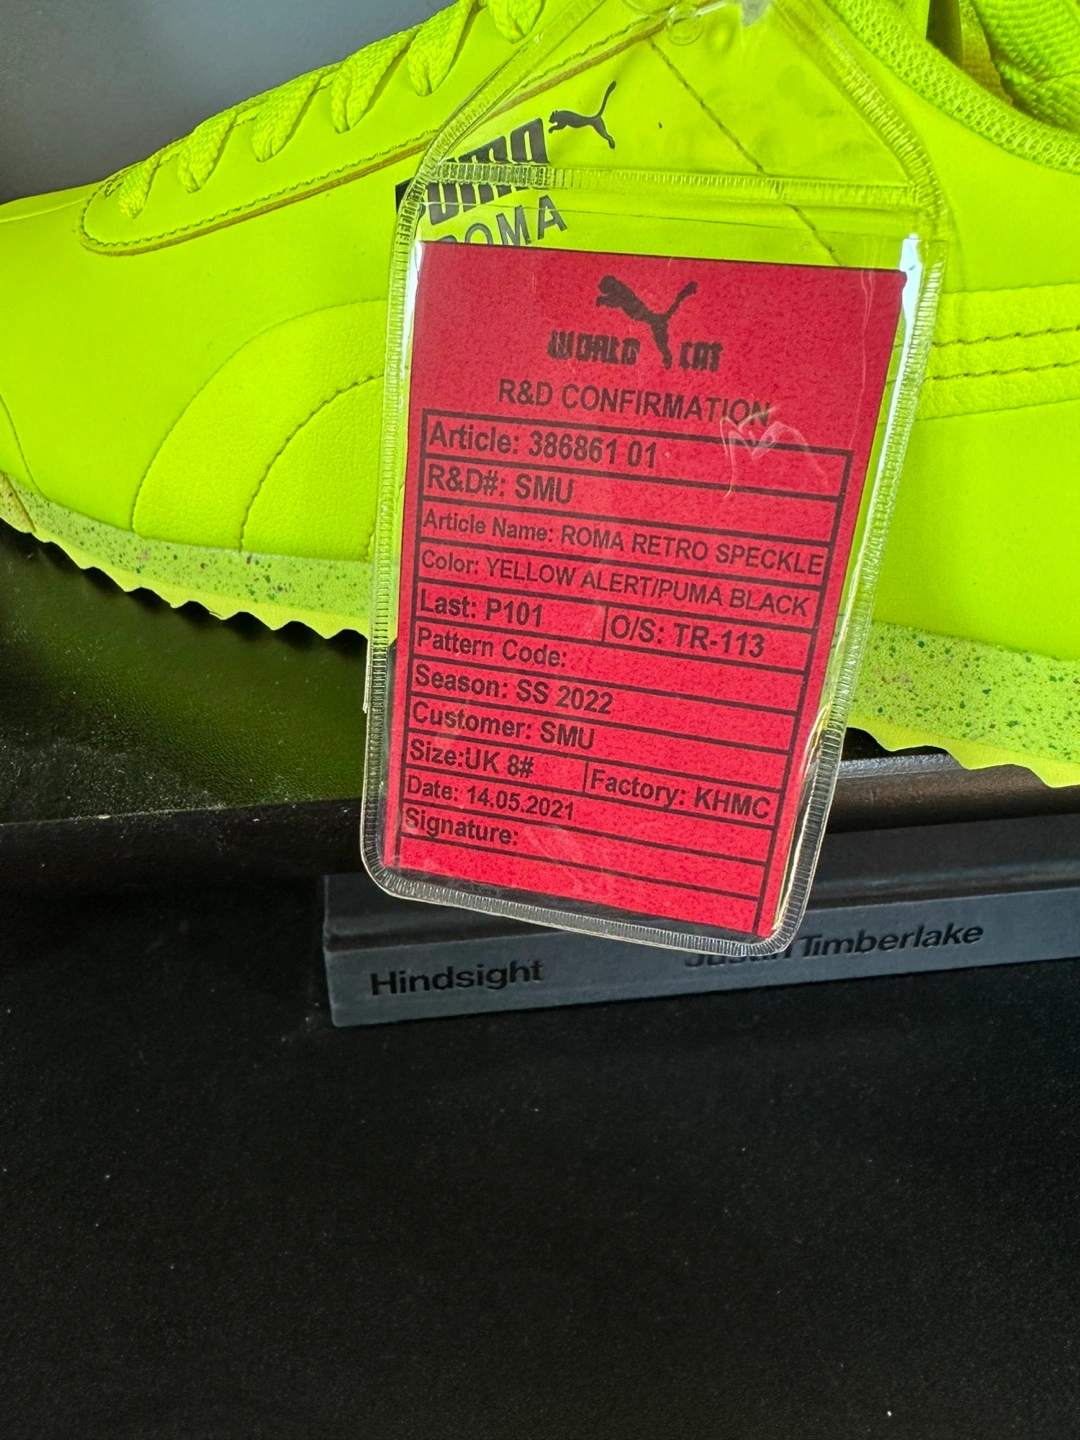 puma
ROMA
WORLD CAT
R&D CONFIRMATION
Article: 386861 01
R&D#: SMU
Article Name: ROMA RETRO SPECKLE
Color: YELLOW ALERT/PUMA BLACK
Last: P101 O/S: TR-113
Pattern Code:
Season: SS 2022
Customer: SMU
Size:UK 8# Factory: KHMC
Date: 14.05.2021
Signature:
Hindsight Justin Timberlake